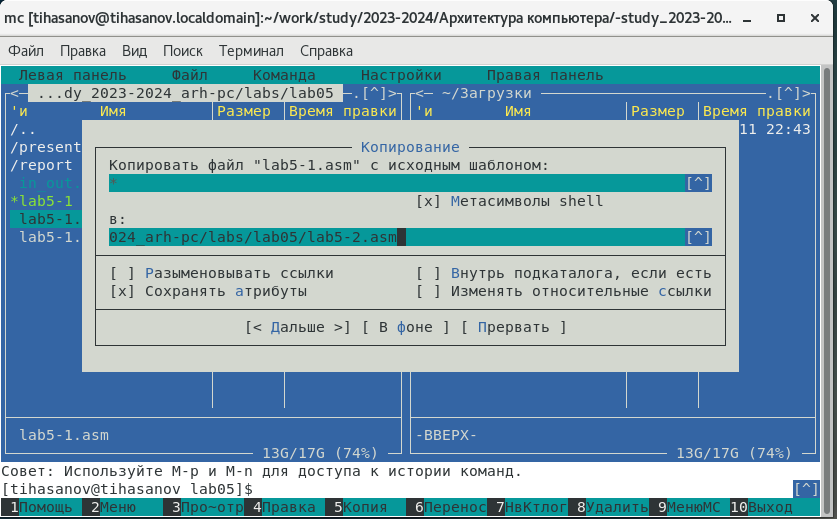 mc [tihasanov@tihasanov.localdomain]:~/work/study/2023-2024/Архитектура компьютера/-study_2023-20...
Файл Правка Вид Поиск Терминал Справка
Левая панель Файл Команда Настройки Правая панель
<— ...dy_2023-2024_arh-pc/labs/lab05 —.[^]> <— ~/Загрузки —.[^]>
'и Имя Размер Время правки 'и Имя Размер Время правки
/.. 11 22:43
/present
/report
in_out.
*lab5-1
lab5-1.
lab5-1.
Копирование
Копировать файл "lab5-1.asm" с исходным шаблоном:
* [^]
[x] Метасимволы shell
в:
024_arh-pc/labs/lab05/lab5-2.asm [^]
[ ] Разыменовывать ссылки [ ] Внутрь подкаталога, если есть
[x] Сохранять атрибуты [ ] Изменять относительные ссылки
[< Дальше >] [ В фоне ] [ Прервать ]
lab5-1.asm -ВВЕРХ-
13G/17G (74%) 13G/17G (74%)
Совет: Используйте M-p и M-n для доступа к истории команд.
[tihasanov@tihasanov lab05]$ [^]
1Помощь 2Меню 3Про~отр 4Правка 5Копия 6Перенос 7НвКтлог 8Удалить 9МенюMC 10Выход